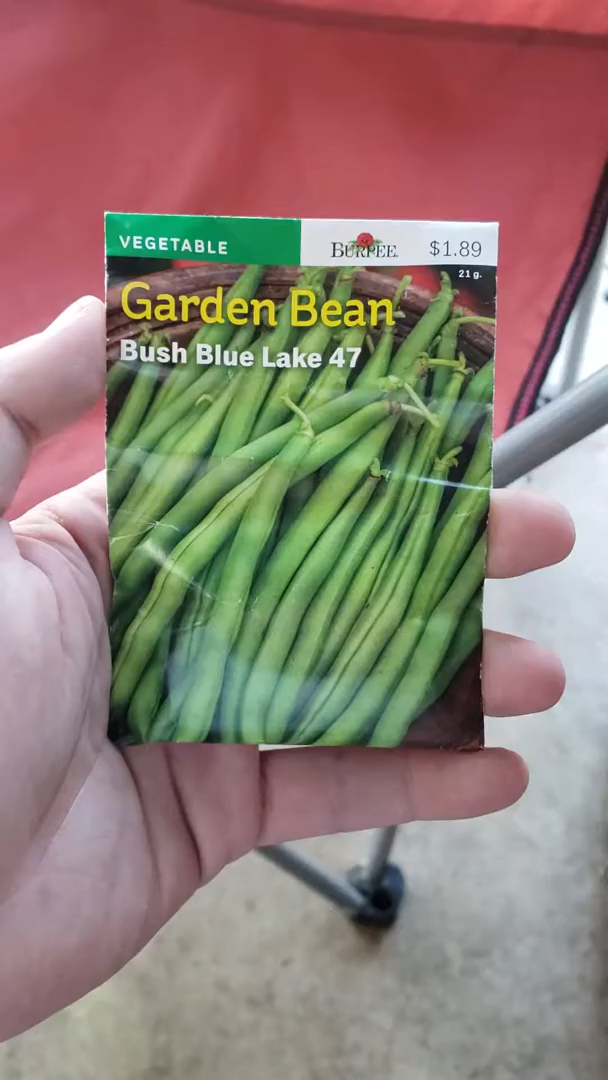 VEGETABLE
BURPEE. $1.89
21 g.
Garden Bean
Bush Blue Lake 47